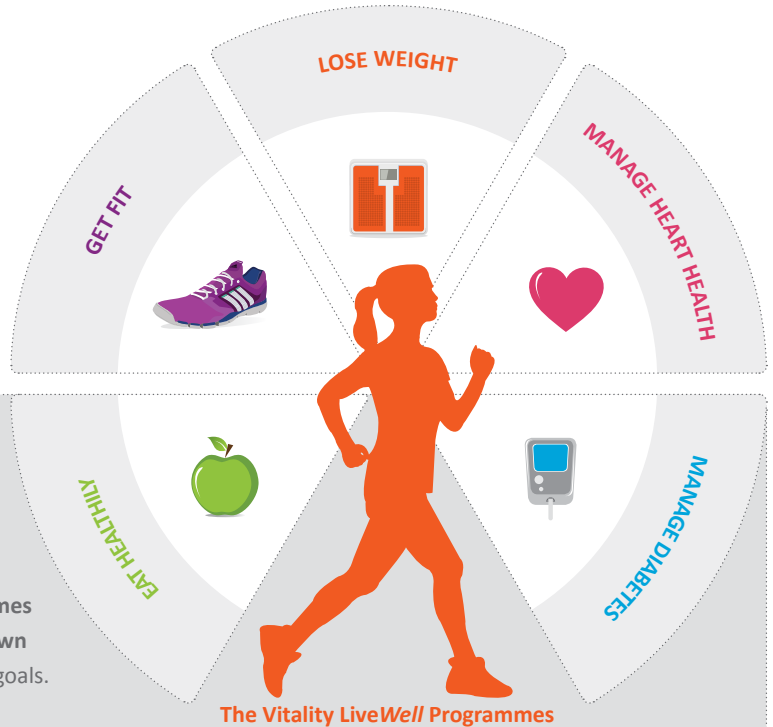 LOSE WEIGHT
GET FIT
MANAGE HEART HEALTH
EAT HEALTHILY
MANAGE DIABETES
goals.
The Vitality LiveWell Programmes